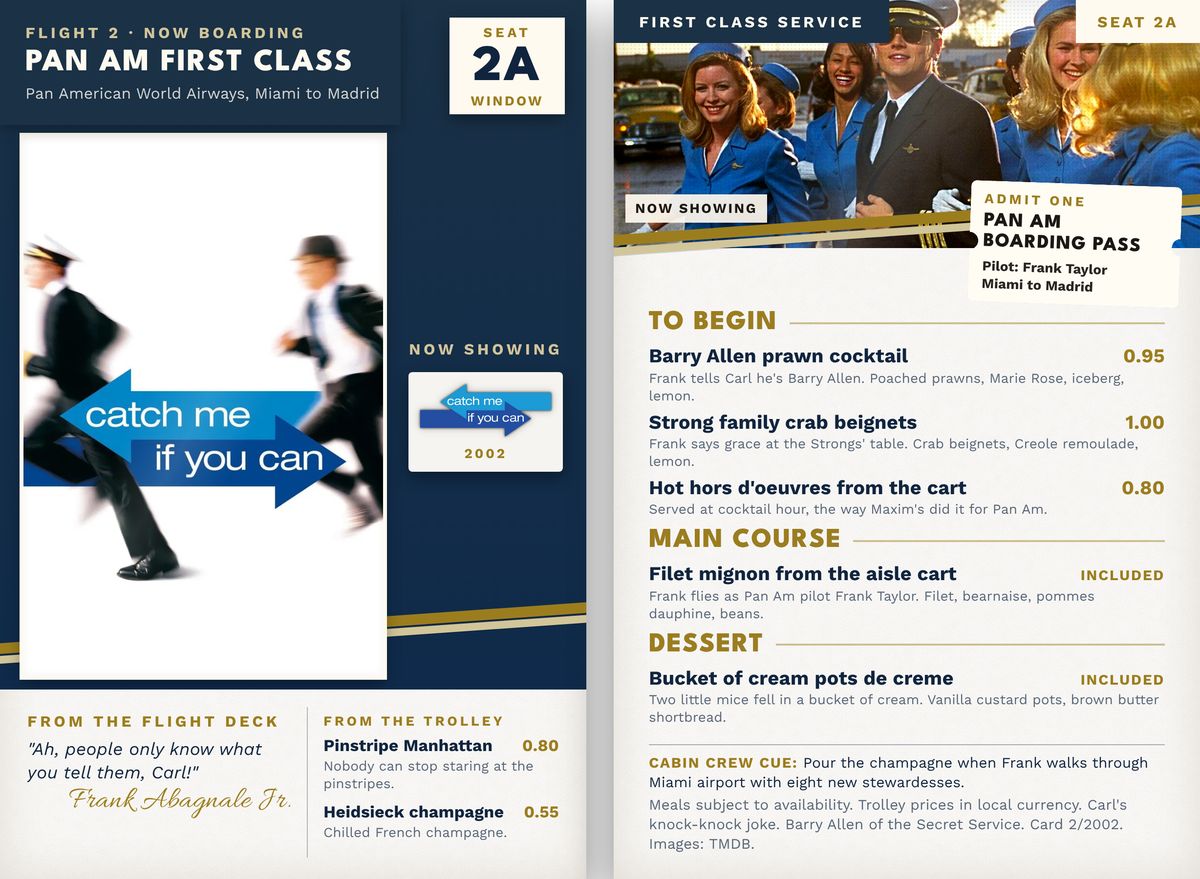 FLIGHT 2 · NOW BOARDING
PAN AM FIRST CLASS
Pan American World Airways, Miami to Madrid
SEAT
2A
WINDOW
catch me
if you can
NOW SHOWING
catch me
if you can
2002
FROM THE FLIGHT DECK
"Ah, people only know what
you tell them, Carl!"
Frank Abagnale Jr.
FROM THE TROLLEY
Pinstripe Manhattan 0.80
Nobody can stop staring at the
pinstripes.
Heidsieck champagne 0.55
Chilled French champagne.
FIRST CLASS SERVICE
SEAT 2A
NOW SHOWING
ADMIT ONE
PAN AM
BOARDING PASS
Pilot: Frank Taylor
Miami to Madrid
TO BEGIN
Barry Allen prawn cocktail 0.95
Frank tells Carl he's Barry Allen. Poached prawns, Marie Rose, iceberg,
lemon.
Strong family crab beignets 1.00
Frank says grace at the Strongs' table. Crab beignets, Creole remoulade,
lemon.
Hot hors d'oeuvres from the cart 0.80
Served at cocktail hour, the way Maxim's did it for Pan Am.
MAIN COURSE
Filet mignon from the aisle cart INCLUDED
Frank flies as Pan Am pilot Frank Taylor. Filet, bearnaise, pommes
dauphine, beans.
DESSERT
Bucket of cream pots de creme INCLUDED
Two little mice fell in a bucket of cream. Vanilla custard pots, brown butter
shortbread.
CABIN CREW CUE: Pour the champagne when Frank walks through
Miami airport with eight new stewardesses.
Meals subject to availability. Trolley prices in local currency. Carl's
knock-knock joke. Barry Allen of the Secret Service. Card 2/2002.
Images: TMDB.